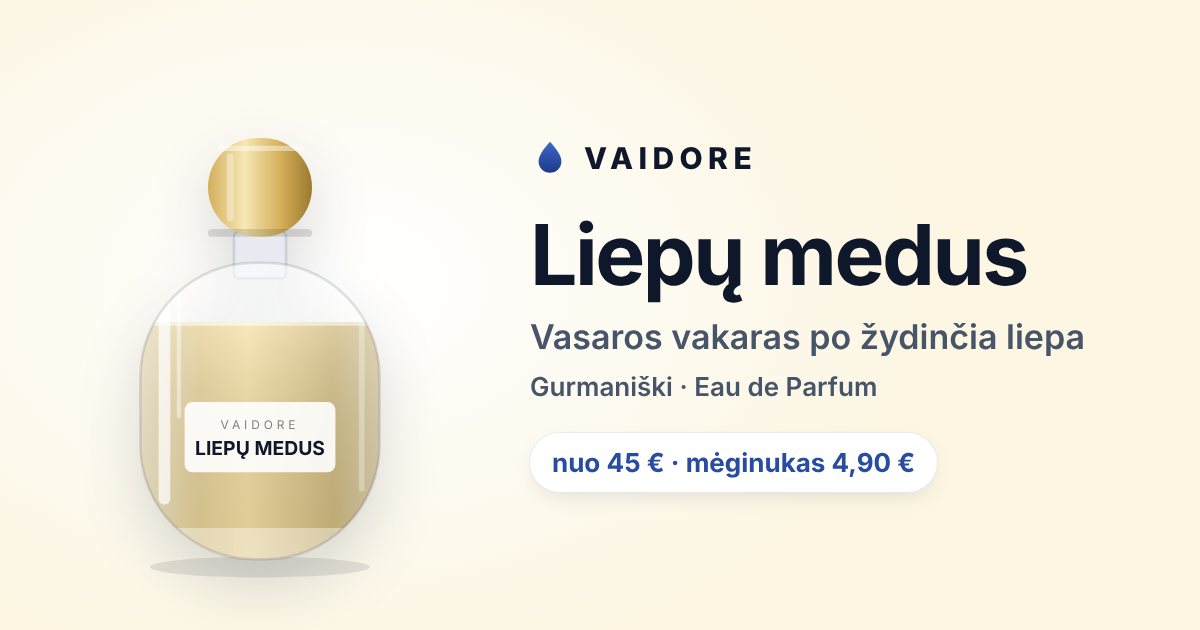 VAIDORE
LIEPŲ MEDUS
VAIDORE
Liepų medus
Vasaros vakaras po žydinčia liepa
Gurmaniški · Eau de Parfum
nuo 45 € · mėginukas 4,90 €